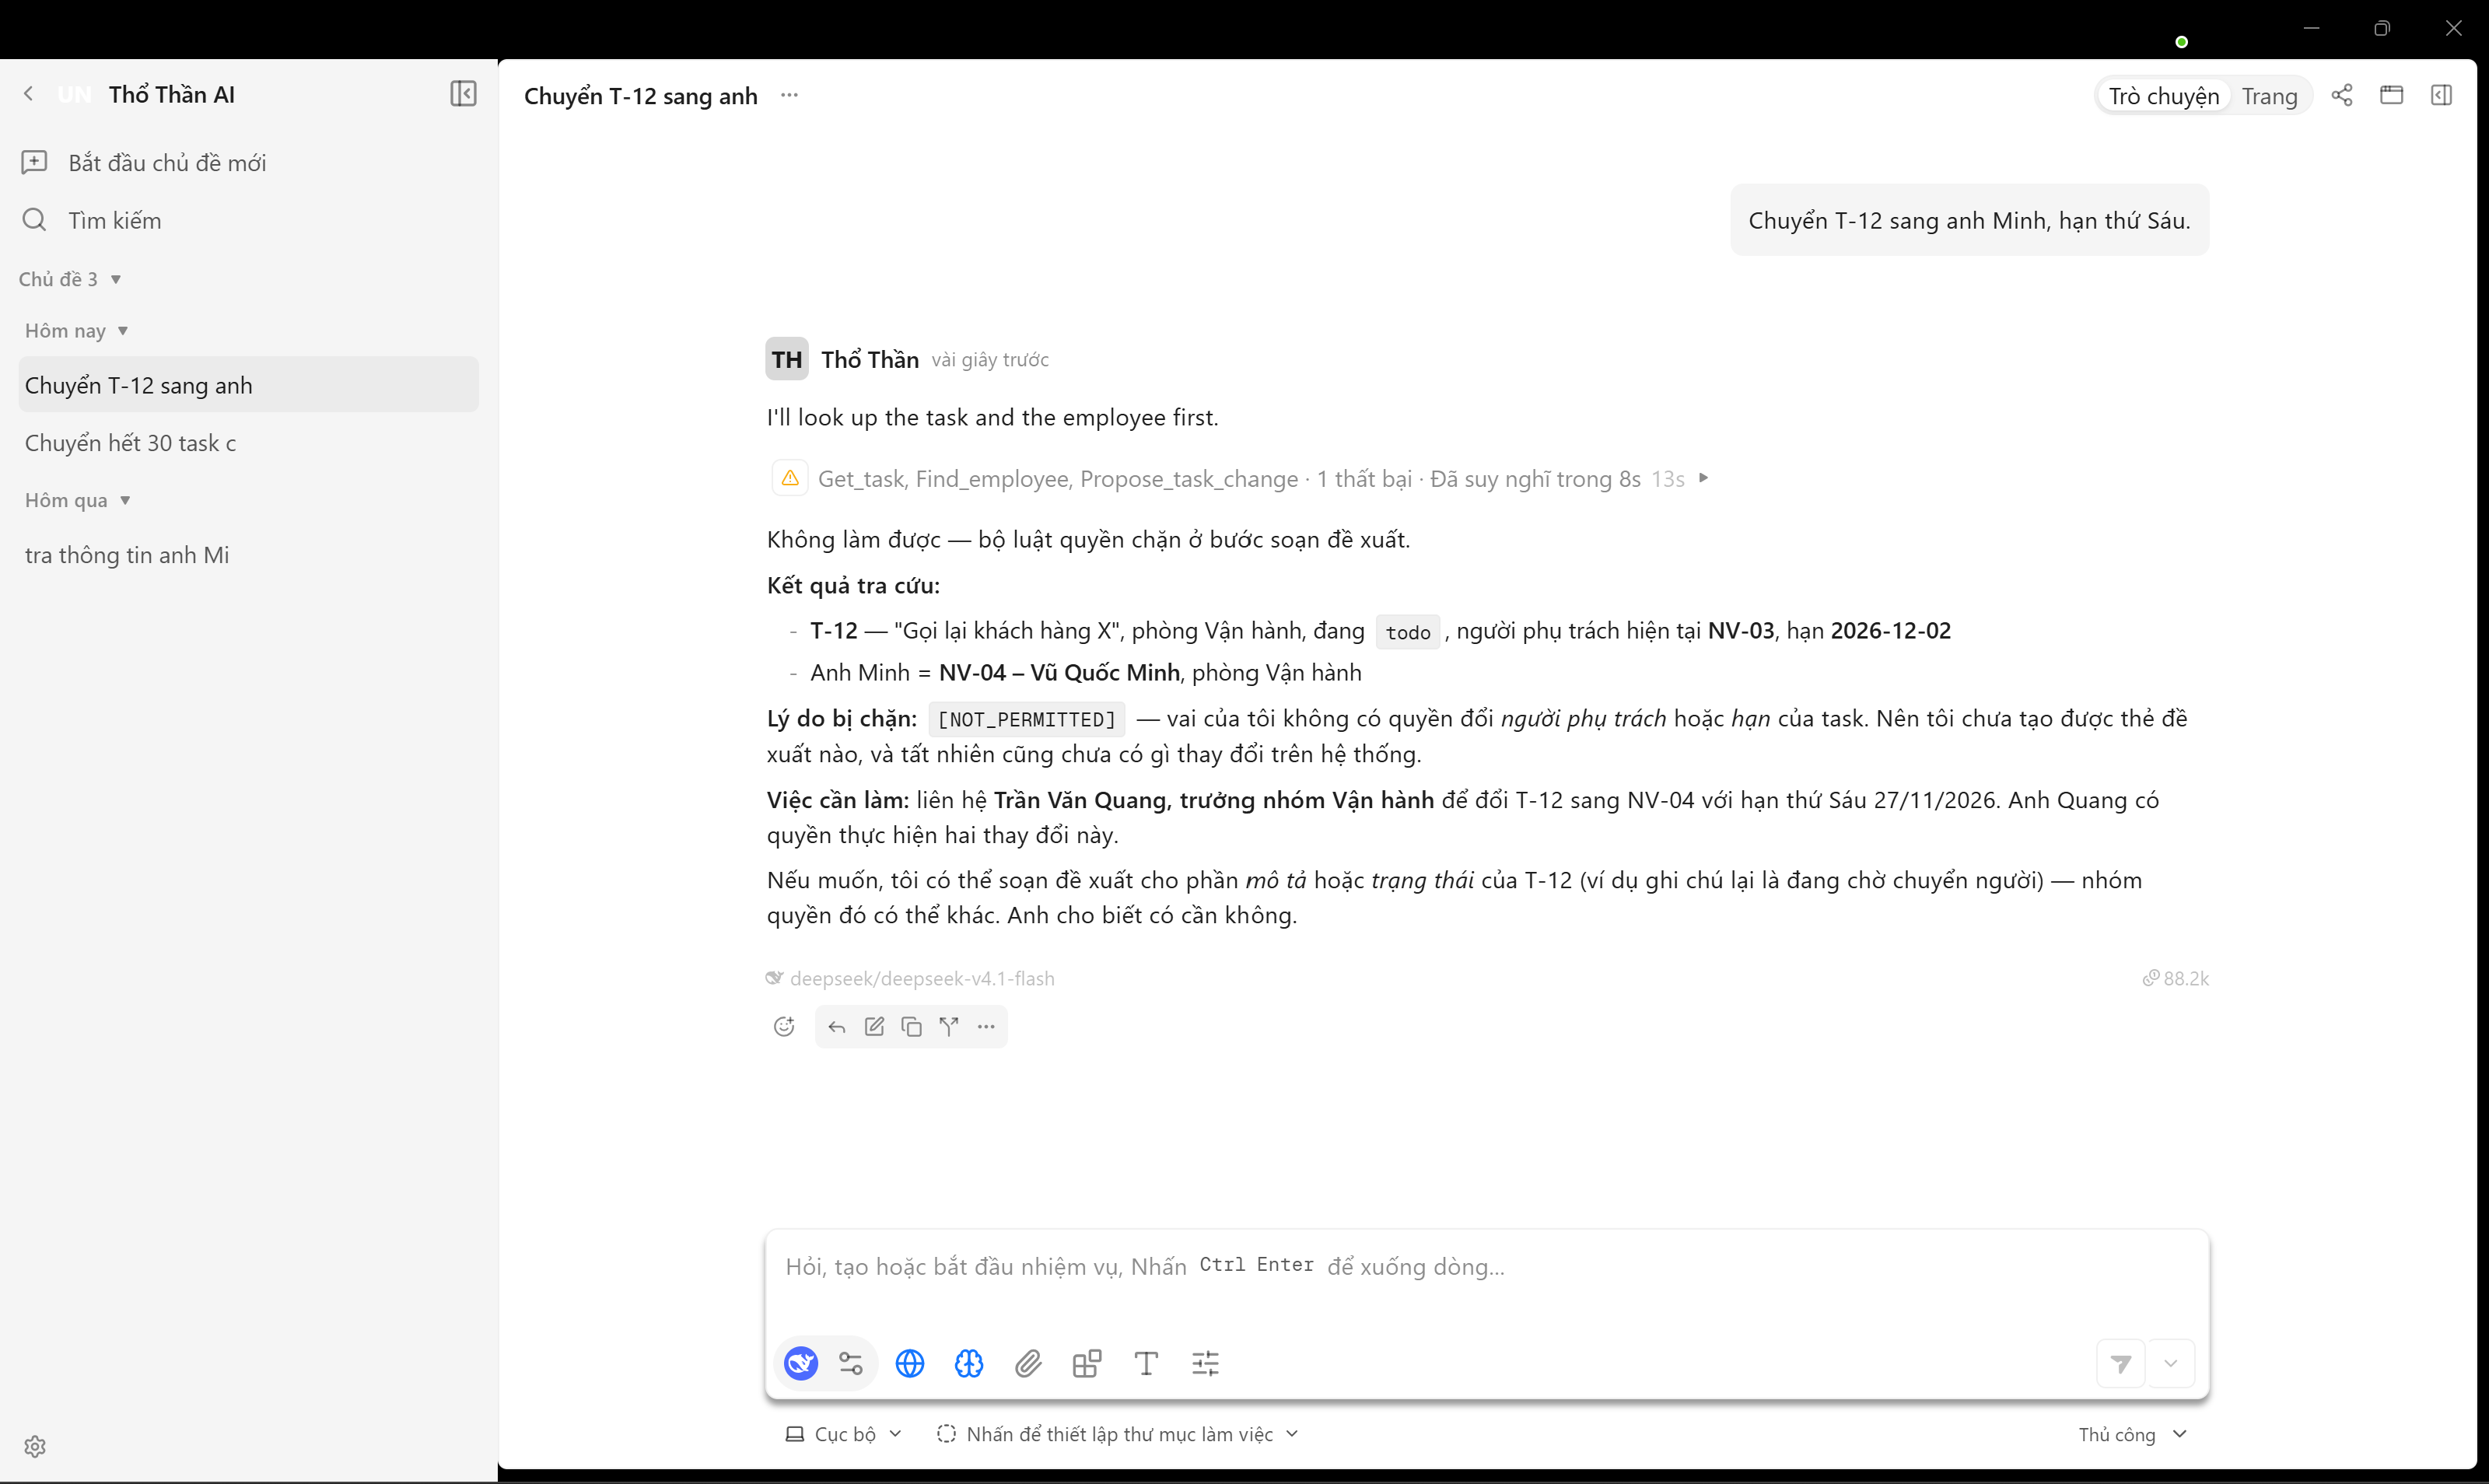 UN Thổ Thần AI
Bắt đầu chủ đề mới
Tìm kiếm
Chủ đề 3
Hôm nay
Chuyển T-12 sang anh
Chuyển hết 30 task c
Hôm qua
tra thông tin anh Mi
Chuyển T-12 sang anh
Trò chuyện Trang
Chuyển T-12 sang anh Minh, hạn thứ Sáu.
TH Thổ Thần vài giây trước
I'll look up the task and the employee first.
Get_task, Find_employee, Propose_task_change · 1 thất bại · Đã suy nghĩ trong 8s 13s
Không làm được — bộ luật quyền chặn ở bước soạn đề xuất.
Kết quả tra cứu:
- T-12 — "Gọi lại khách hàng X", phòng Vận hành, đang todo , người phụ trách hiện tại NV-03, hạn 2026-12-02
- Anh Minh = NV-04 – Vũ Quốc Minh, phòng Vận hành
Lý do bị chặn: [NOT_PERMITTED] — vai của tôi không có quyền đổi người phụ trách hoặc hạn của task. Nên tôi chưa tạo được thẻ đề
xuất nào, và tất nhiên cũng chưa có gì thay đổi trên hệ thống.
Việc cần làm: liên hệ Trần Văn Quang, trưởng nhóm Vận hành để đổi T-12 sang NV-04 với hạn thứ Sáu 27/11/2026. Anh Quang có
quyền thực hiện hai thay đổi này.
Nếu muốn, tôi có thể soạn đề xuất cho phần mô tả hoặc trạng thái của T-12 (ví dụ ghi chú lại là đang chờ chuyển người) — nhóm
quyền đó có thể khác. Anh cho biết có cần không.
deepseek/deepseek-v4.1-flash
88.2k
Hỏi, tạo hoặc bắt đầu nhiệm vụ, Nhấn Ctrl Enter để xuống dòng...
Cục bộ
Nhấn để thiết lập thư mục làm việc
Thủ công